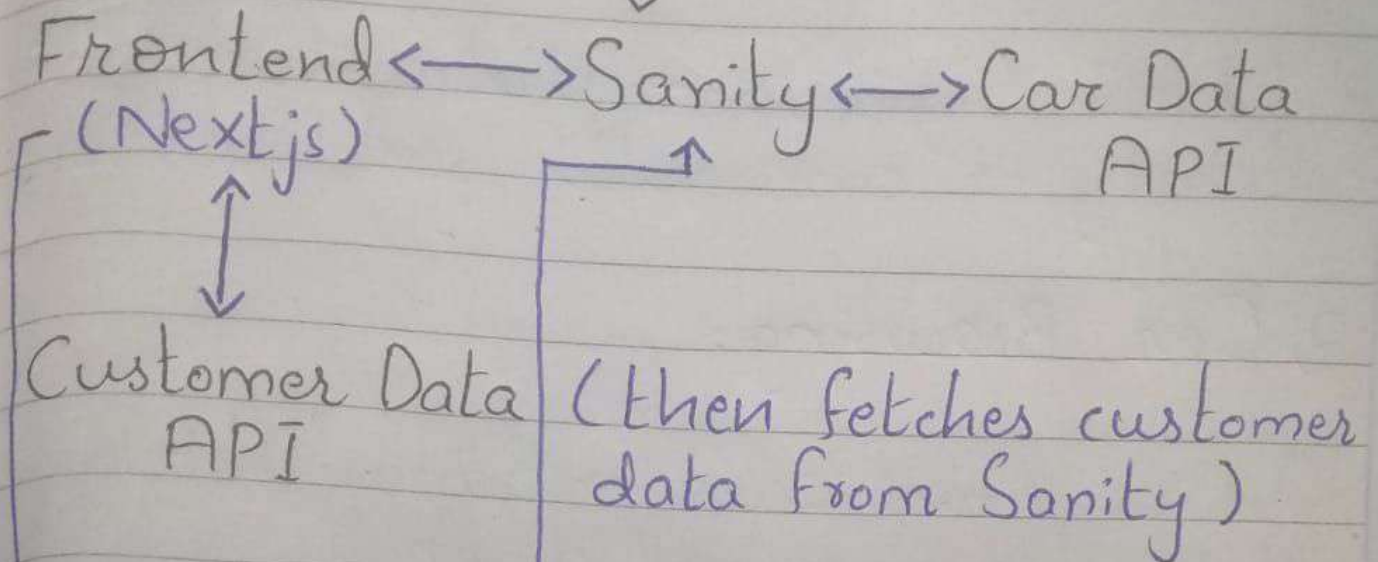 Frontend <--> Sanity <--> Car Data
(Nextjs)
API
Customer Data
API
(then fetches customer
data from Sanity)